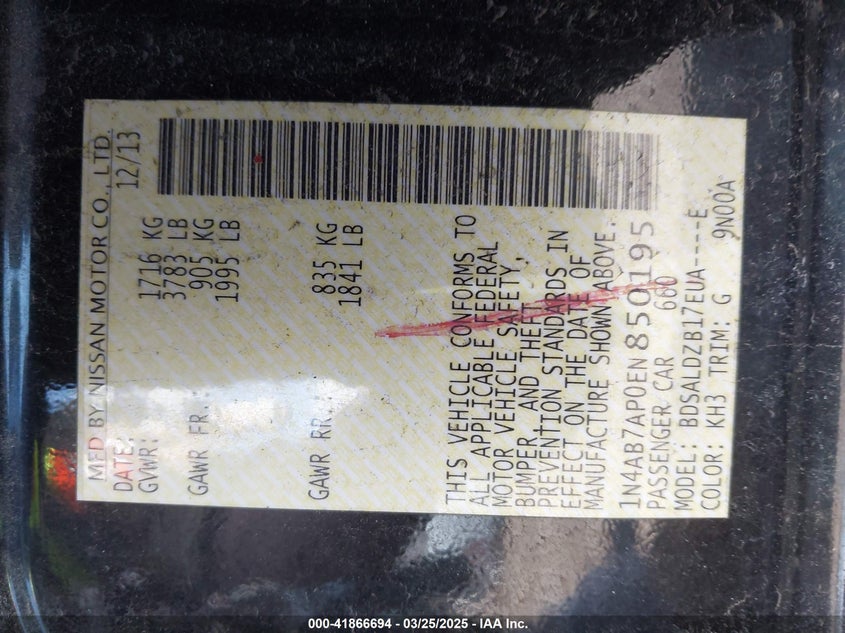 MFD BY NISSAN MOTOR CO., LTD.
DATE: 12/13
GVWR: 1716 KG
3783 LB
GAWR FR.. 905 KG
1995 LB
GAWR RR.. 835 KG
1841 LB
THIS VEHICLE CONFORMS TO
ALL APPLICABLE FEDERAL
MOTOR VEHICLE SAFETY,
BUMPER AND THEFT
PREVENTION STANDARDS IN
EFFECT ON THE DATE OF
MANUFACTURE SHOWN ABOVE.
1N4AB7AP0EN850195
PASSENGER CAR 660
MODEL: BDSALDZB17EUA----E
COLOR: KH3 TRIM: G 9N00A
000-41866694 - 03/25/2025 - IAA Inc.